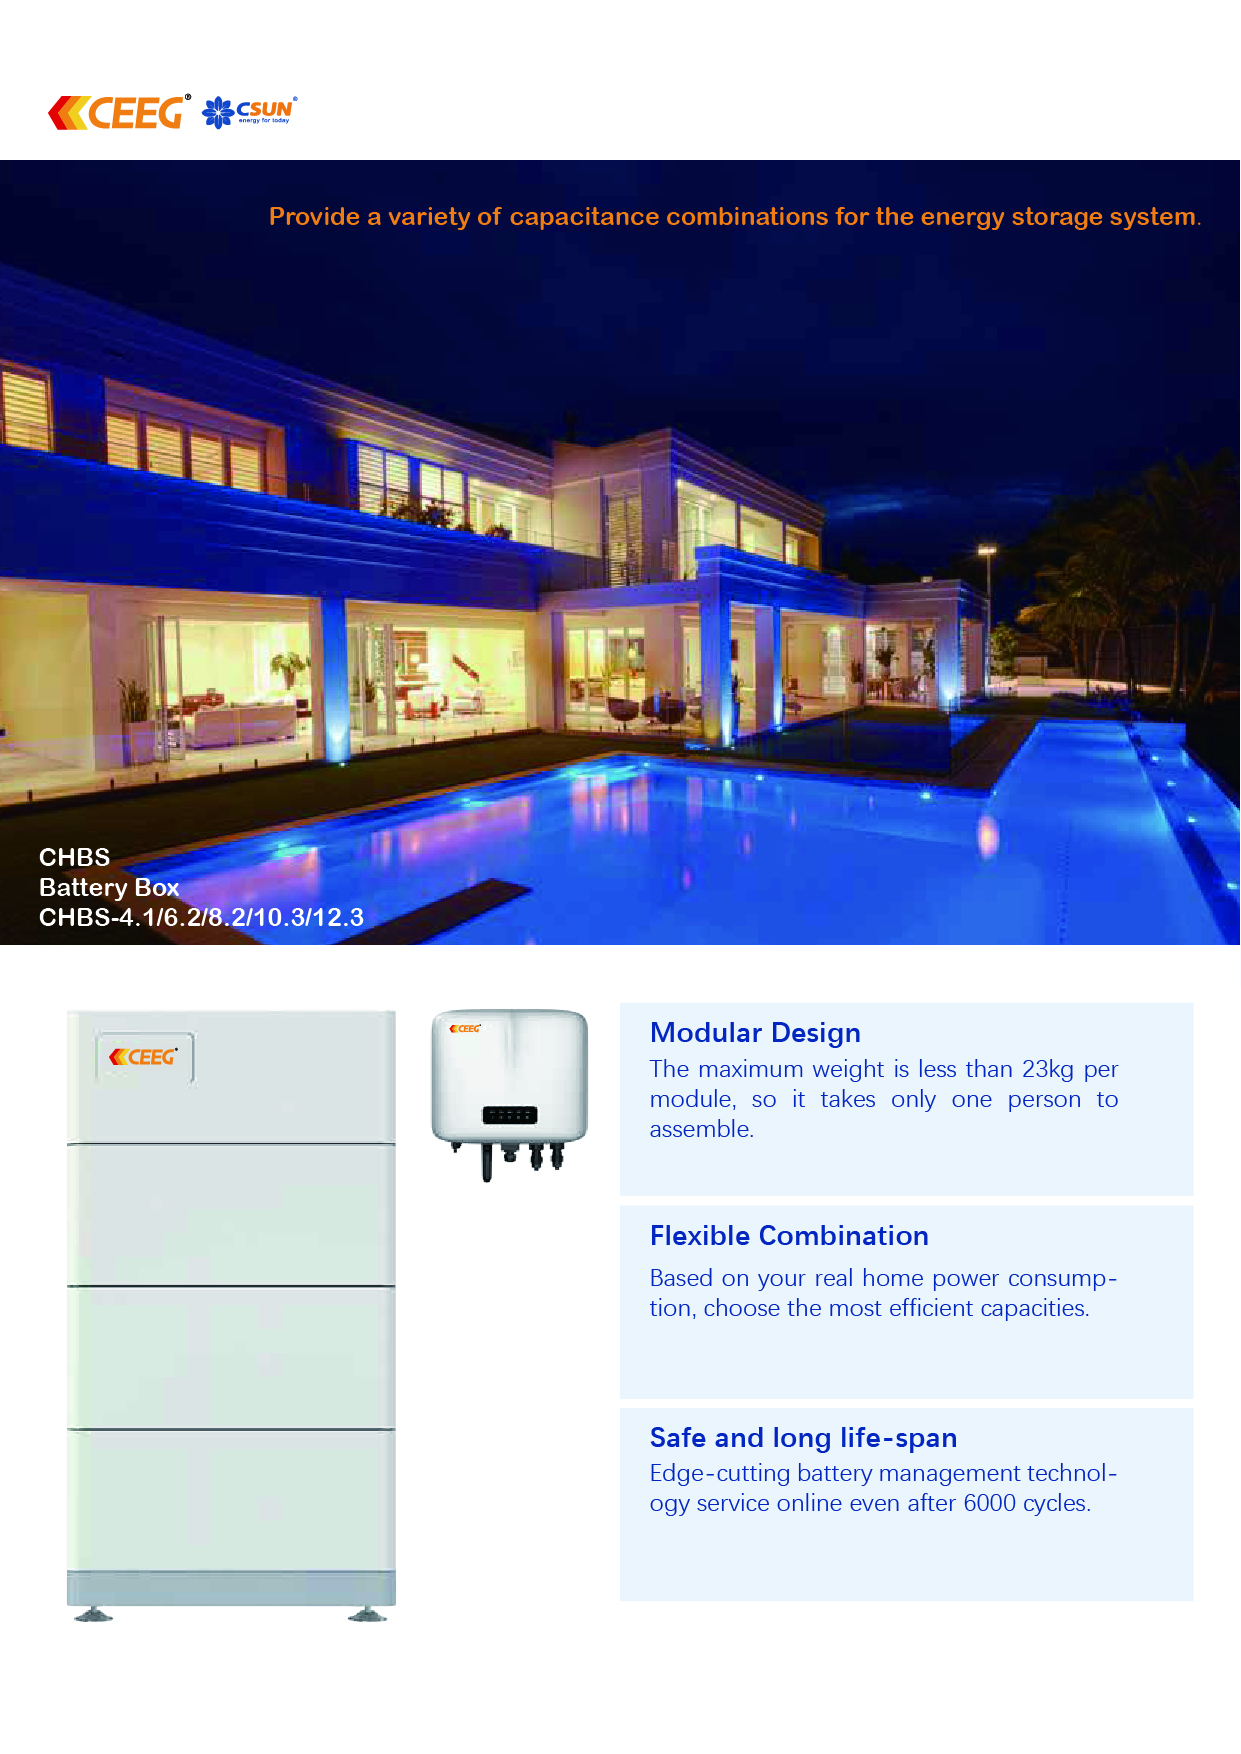 CEEG®
CSUN®
energy for today
Provide a variety of capacitance combinations for the energy storage system.
CHBS
Battery Box
CHBS-4.1/6.2/8.2/10.3/12.3
CEEG
CEEG
Modular Design
The maximum weight is less than 23kg per
module, so it takes only one person to
assemble.
Flexible Combination
Based on your real home power consump-
tion, choose the most efficient capacities.
Safe and long life-span
Edge-cutting battery management technol-
ogy service online even after 6000 cycles.